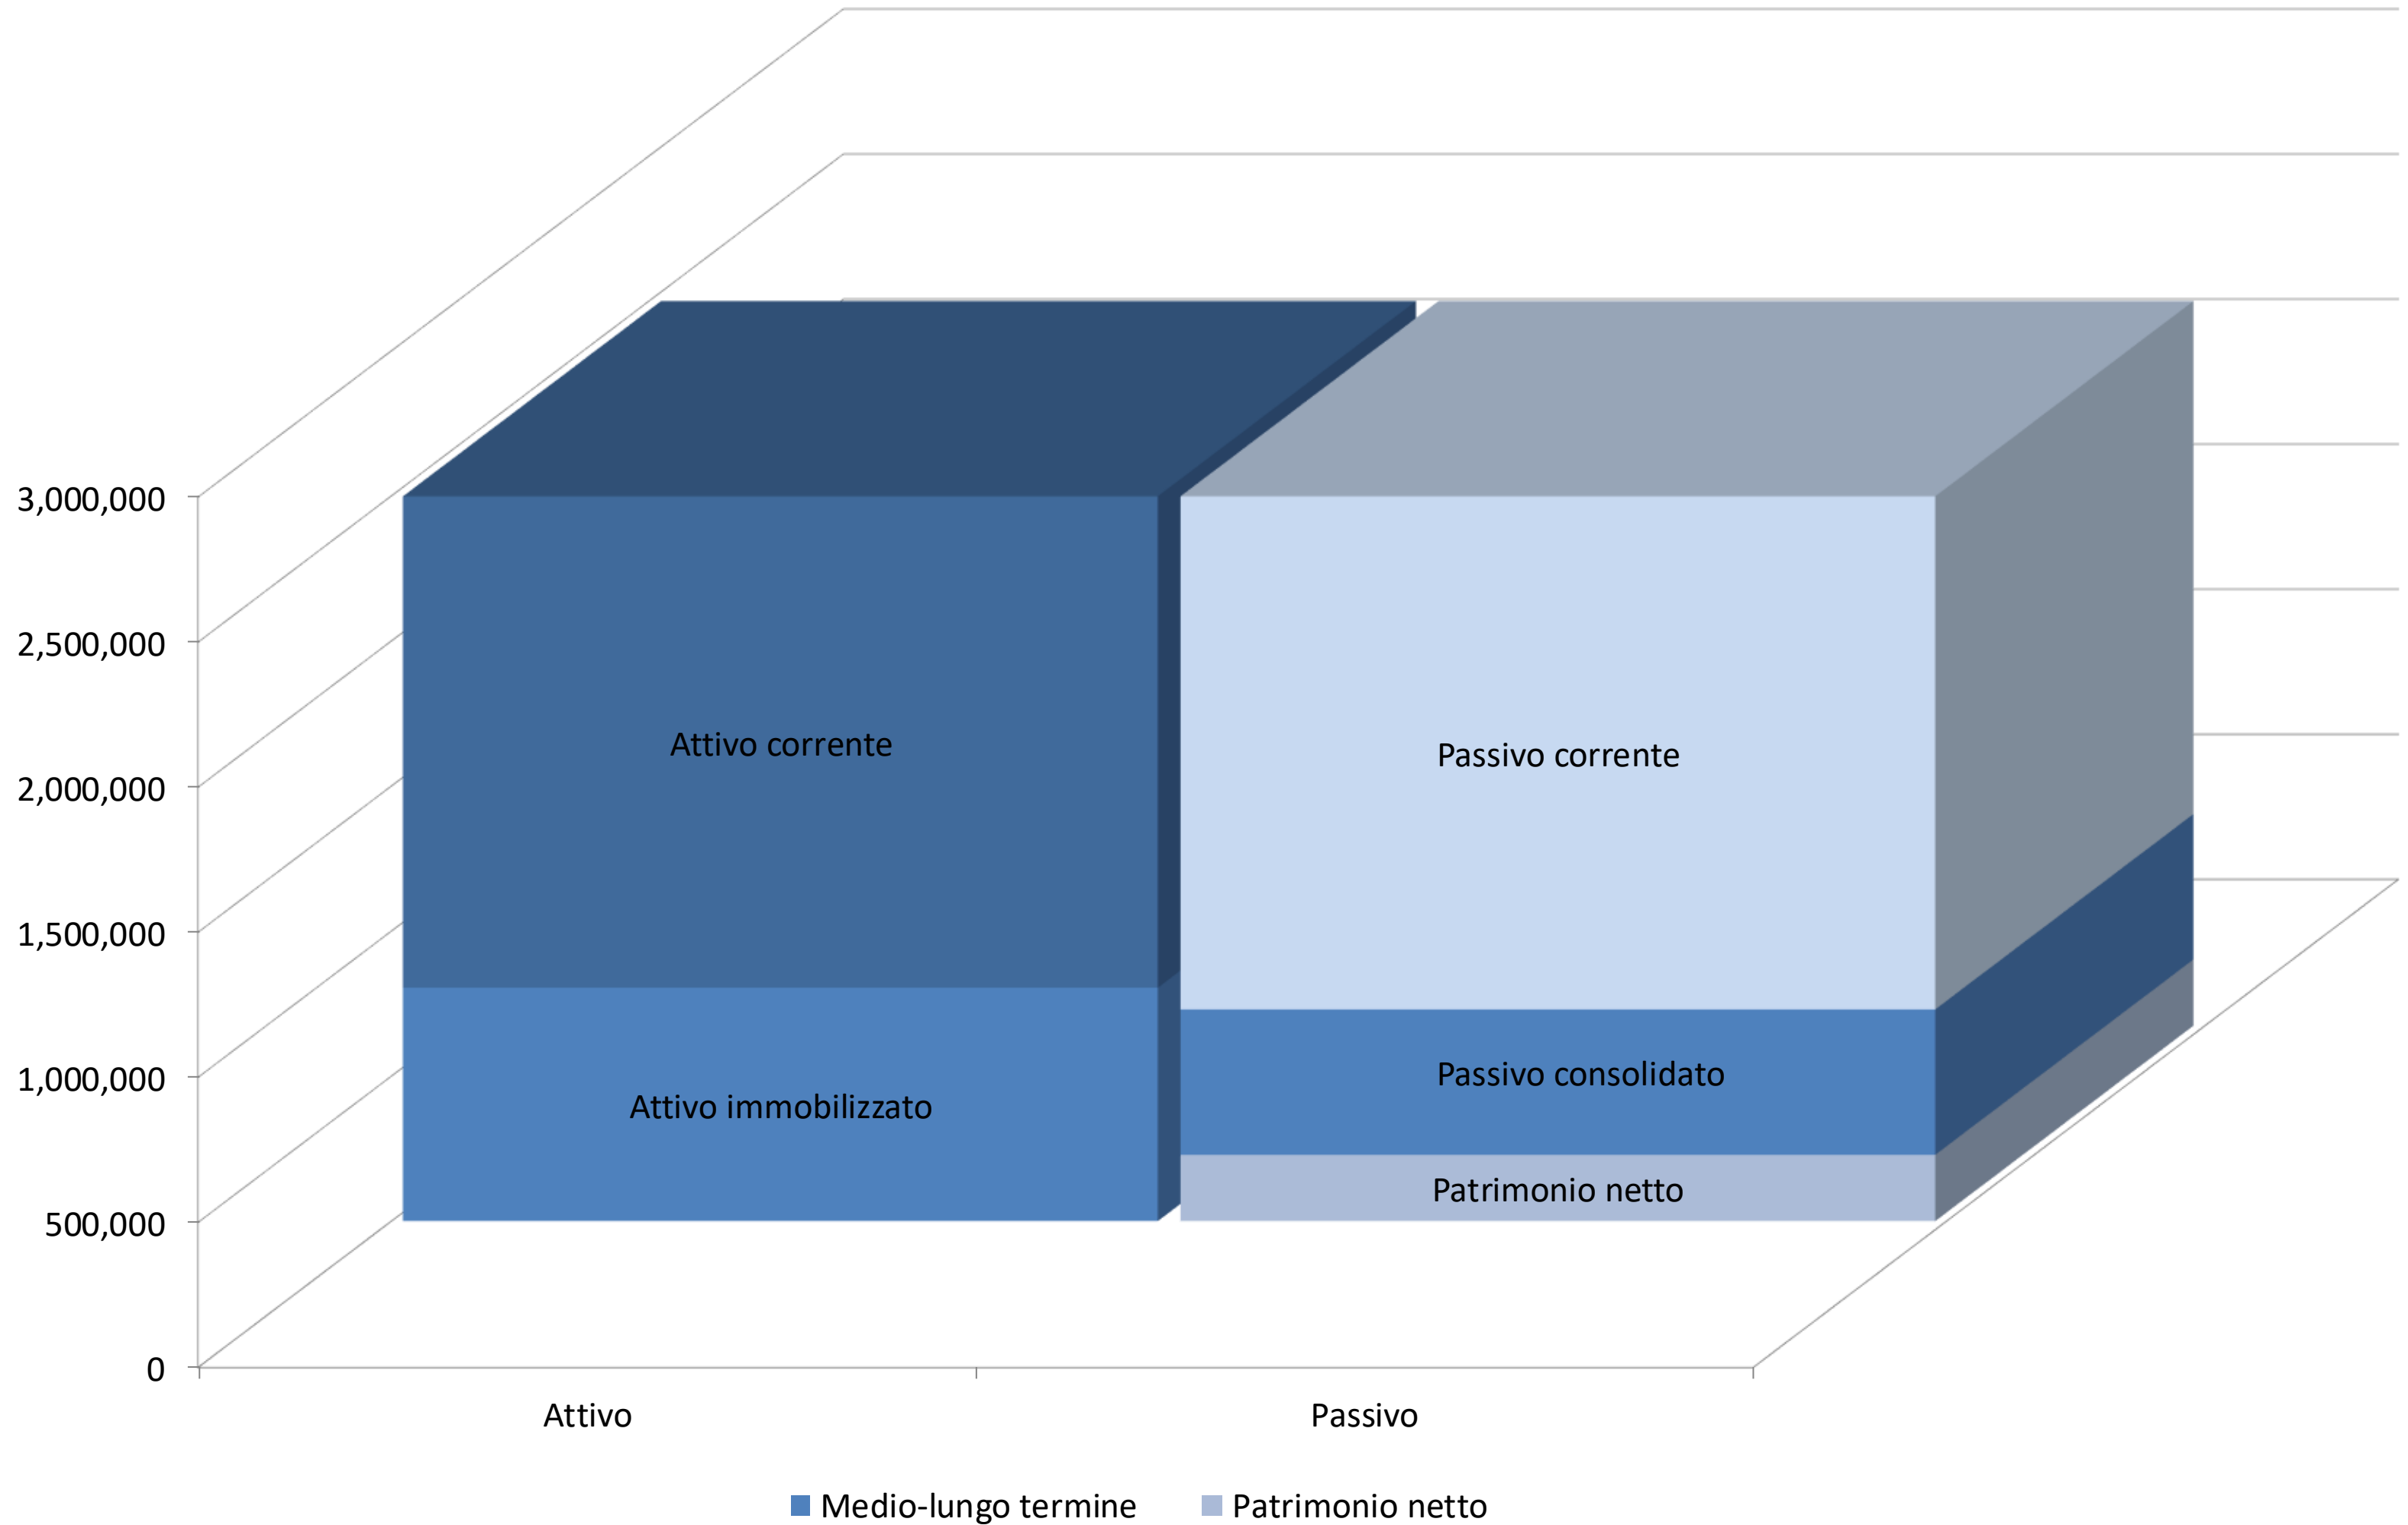 3,000,000
2,500,000
2,000,000
1,500,000
1,000,000
500,000
0
Attivo corrente
Attivo immobilizzato
Passivo corrente
Passivo consolidato
Patrimonio netto
Attivo
Passivo
Medio-lungo termine
Patrimonio netto